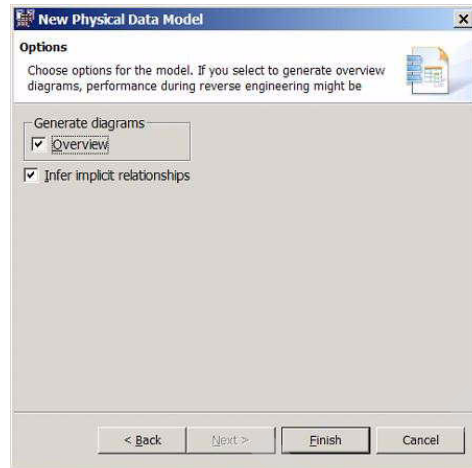 New Physical Data Model
Options
Choose options for the model. If you select to generate overview
diagrams, performance during reverse engineering might be
Generate diagrams
Overview
Infer implicit relationships
< Back
Next >
Finish
Cancel